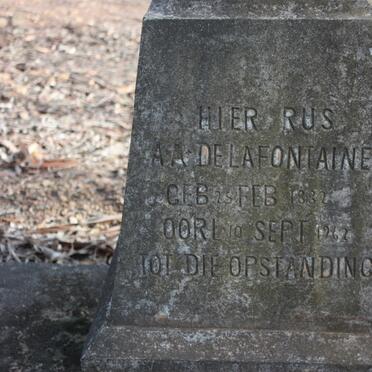 HIER RUS
A.A. DELAFONTAINE
GEB 25 FEB 1882
OORL 10 SEPT 1962
TOT DIE OPSTANDING